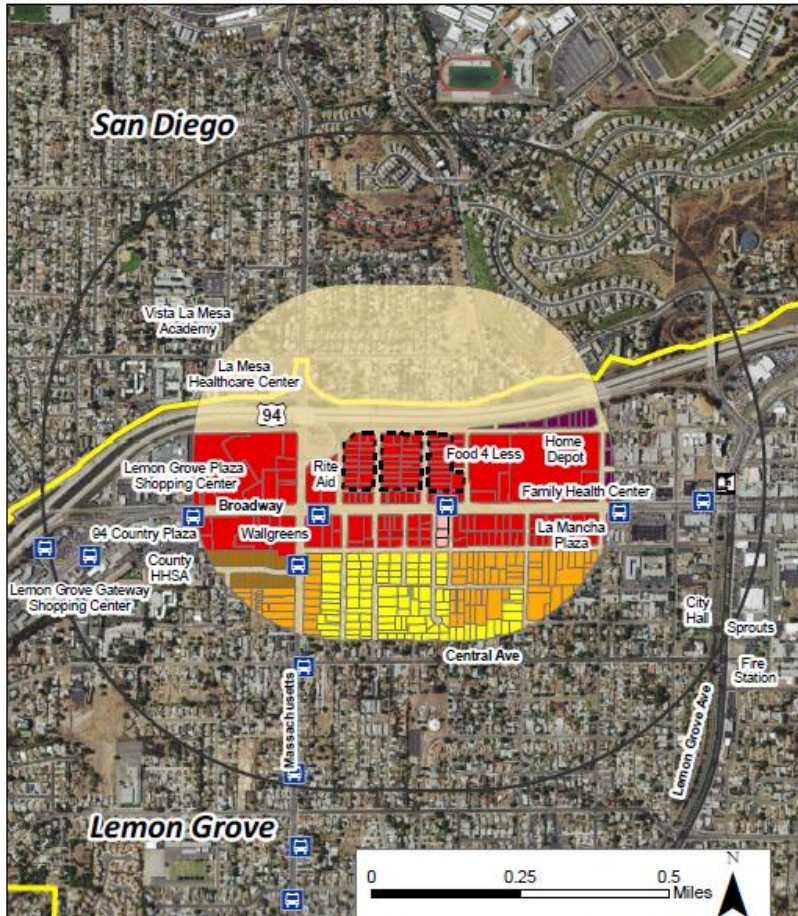 San Diego
Vista La Mesa
Academy
La Mesa
Healthcare Center
94
Lemon Grove Plaza
Shopping Center
Rite
Aid
Food 4 Less
Home
Depot
Family Health Center
Broadway
94 Country Plaza
Walgreens
La Mancha
Plaza
County
HHSA
Lemon Grove Gateway
Shopping Center
City
Hall
Sprouts
Central Ave
Fire
Station
Massachusetts
Lemon Grove Ave
Lemon Grove
N
0 0.25 0.5
Miles